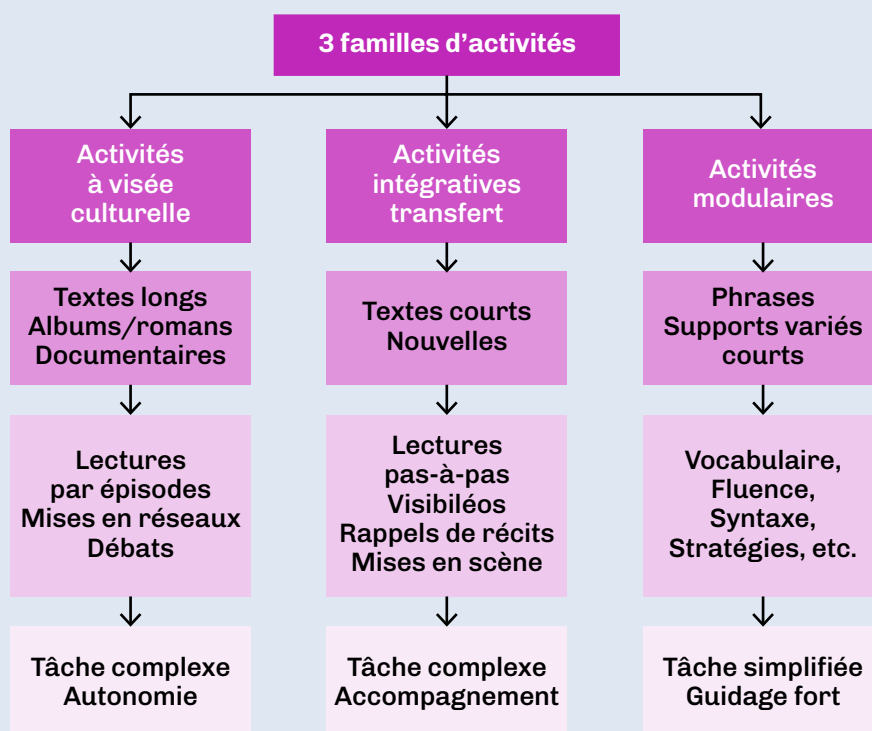 3 familles d’activités
Activités
à visée
culturelle
Textes longs
Albums/romans
Documentaires
Lectures
par épisodes
Mises en réseaux
Débats
Tâche complexe
Autonomie
Activités
intégratives
transfert
Textes courts
Nouvelles
Lectures
pas-à-pas
Visibiléos
Rappels de récits
Mises en scène
Tâche complexe
Accompagnement
Activités
modulaires
Phrases
Supports variés
courts
Vocabulaire,
Fluence,
Syntaxe,
Stratégies, etc.
Tâche simplifiée
Guidage fort